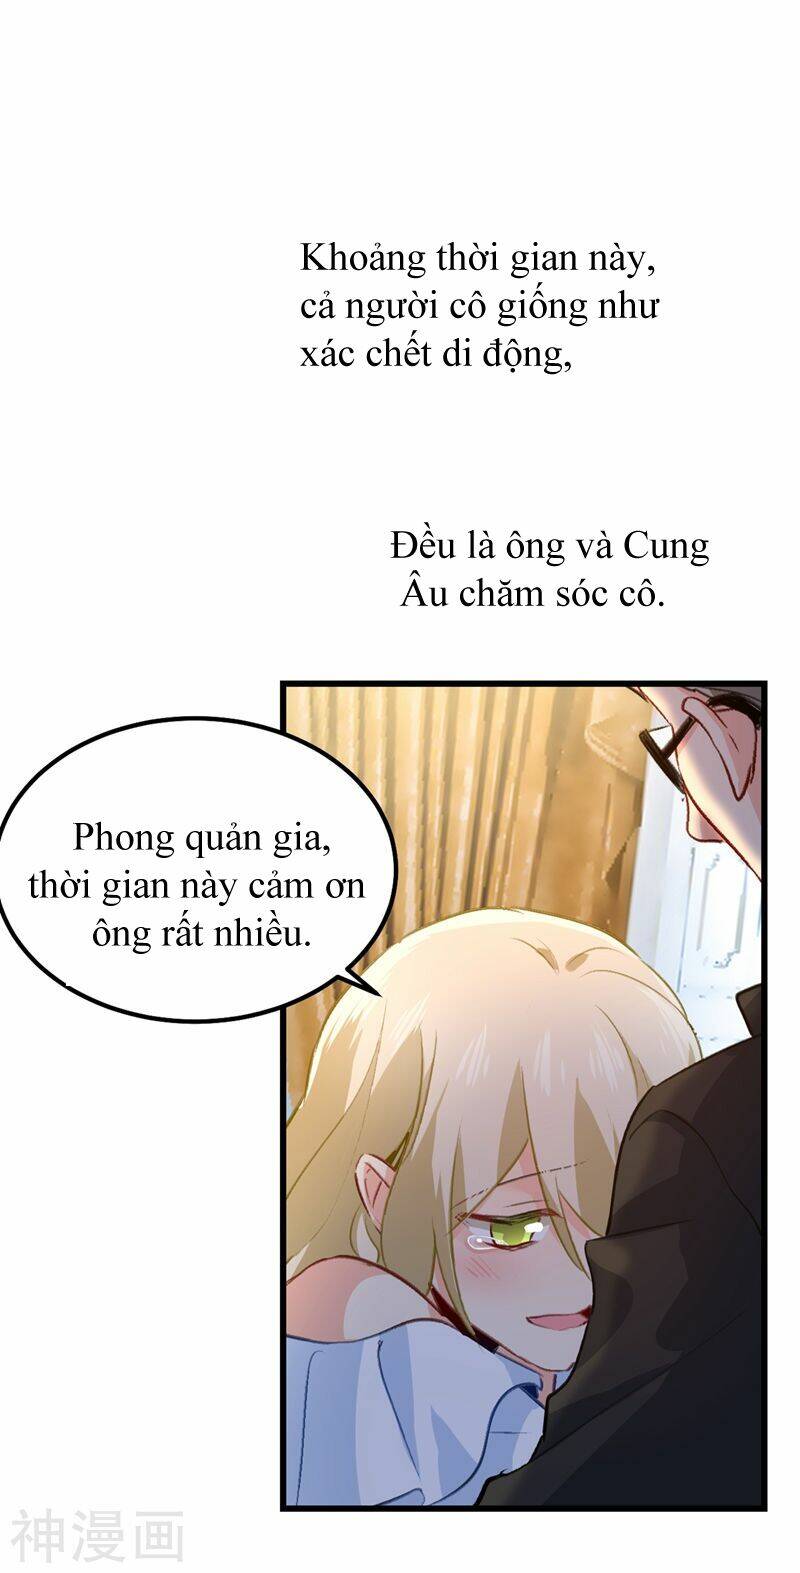 Khoảng thời gian này,
cả người cô giống như
xác chết di động,
Đều là ông và Cung
Âu chăm sóc cô.
Phong quản gia,
thời gian này cảm ơn
ông rất nhiều.
神漫画